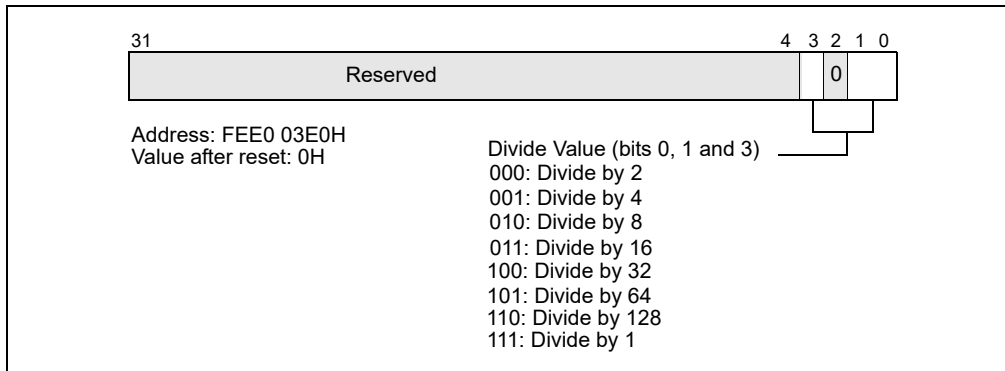 31 4 3 2 1 0
Reserved 0
Address: FEE0 03E0H
Value after reset: 0H
Divide Value (bits 0, 1 and 3)
000: Divide by 2
001: Divide by 4
010: Divide by 8
011: Divide by 16
100: Divide by 32
101: Divide by 64
110: Divide by 128
111: Divide by 1